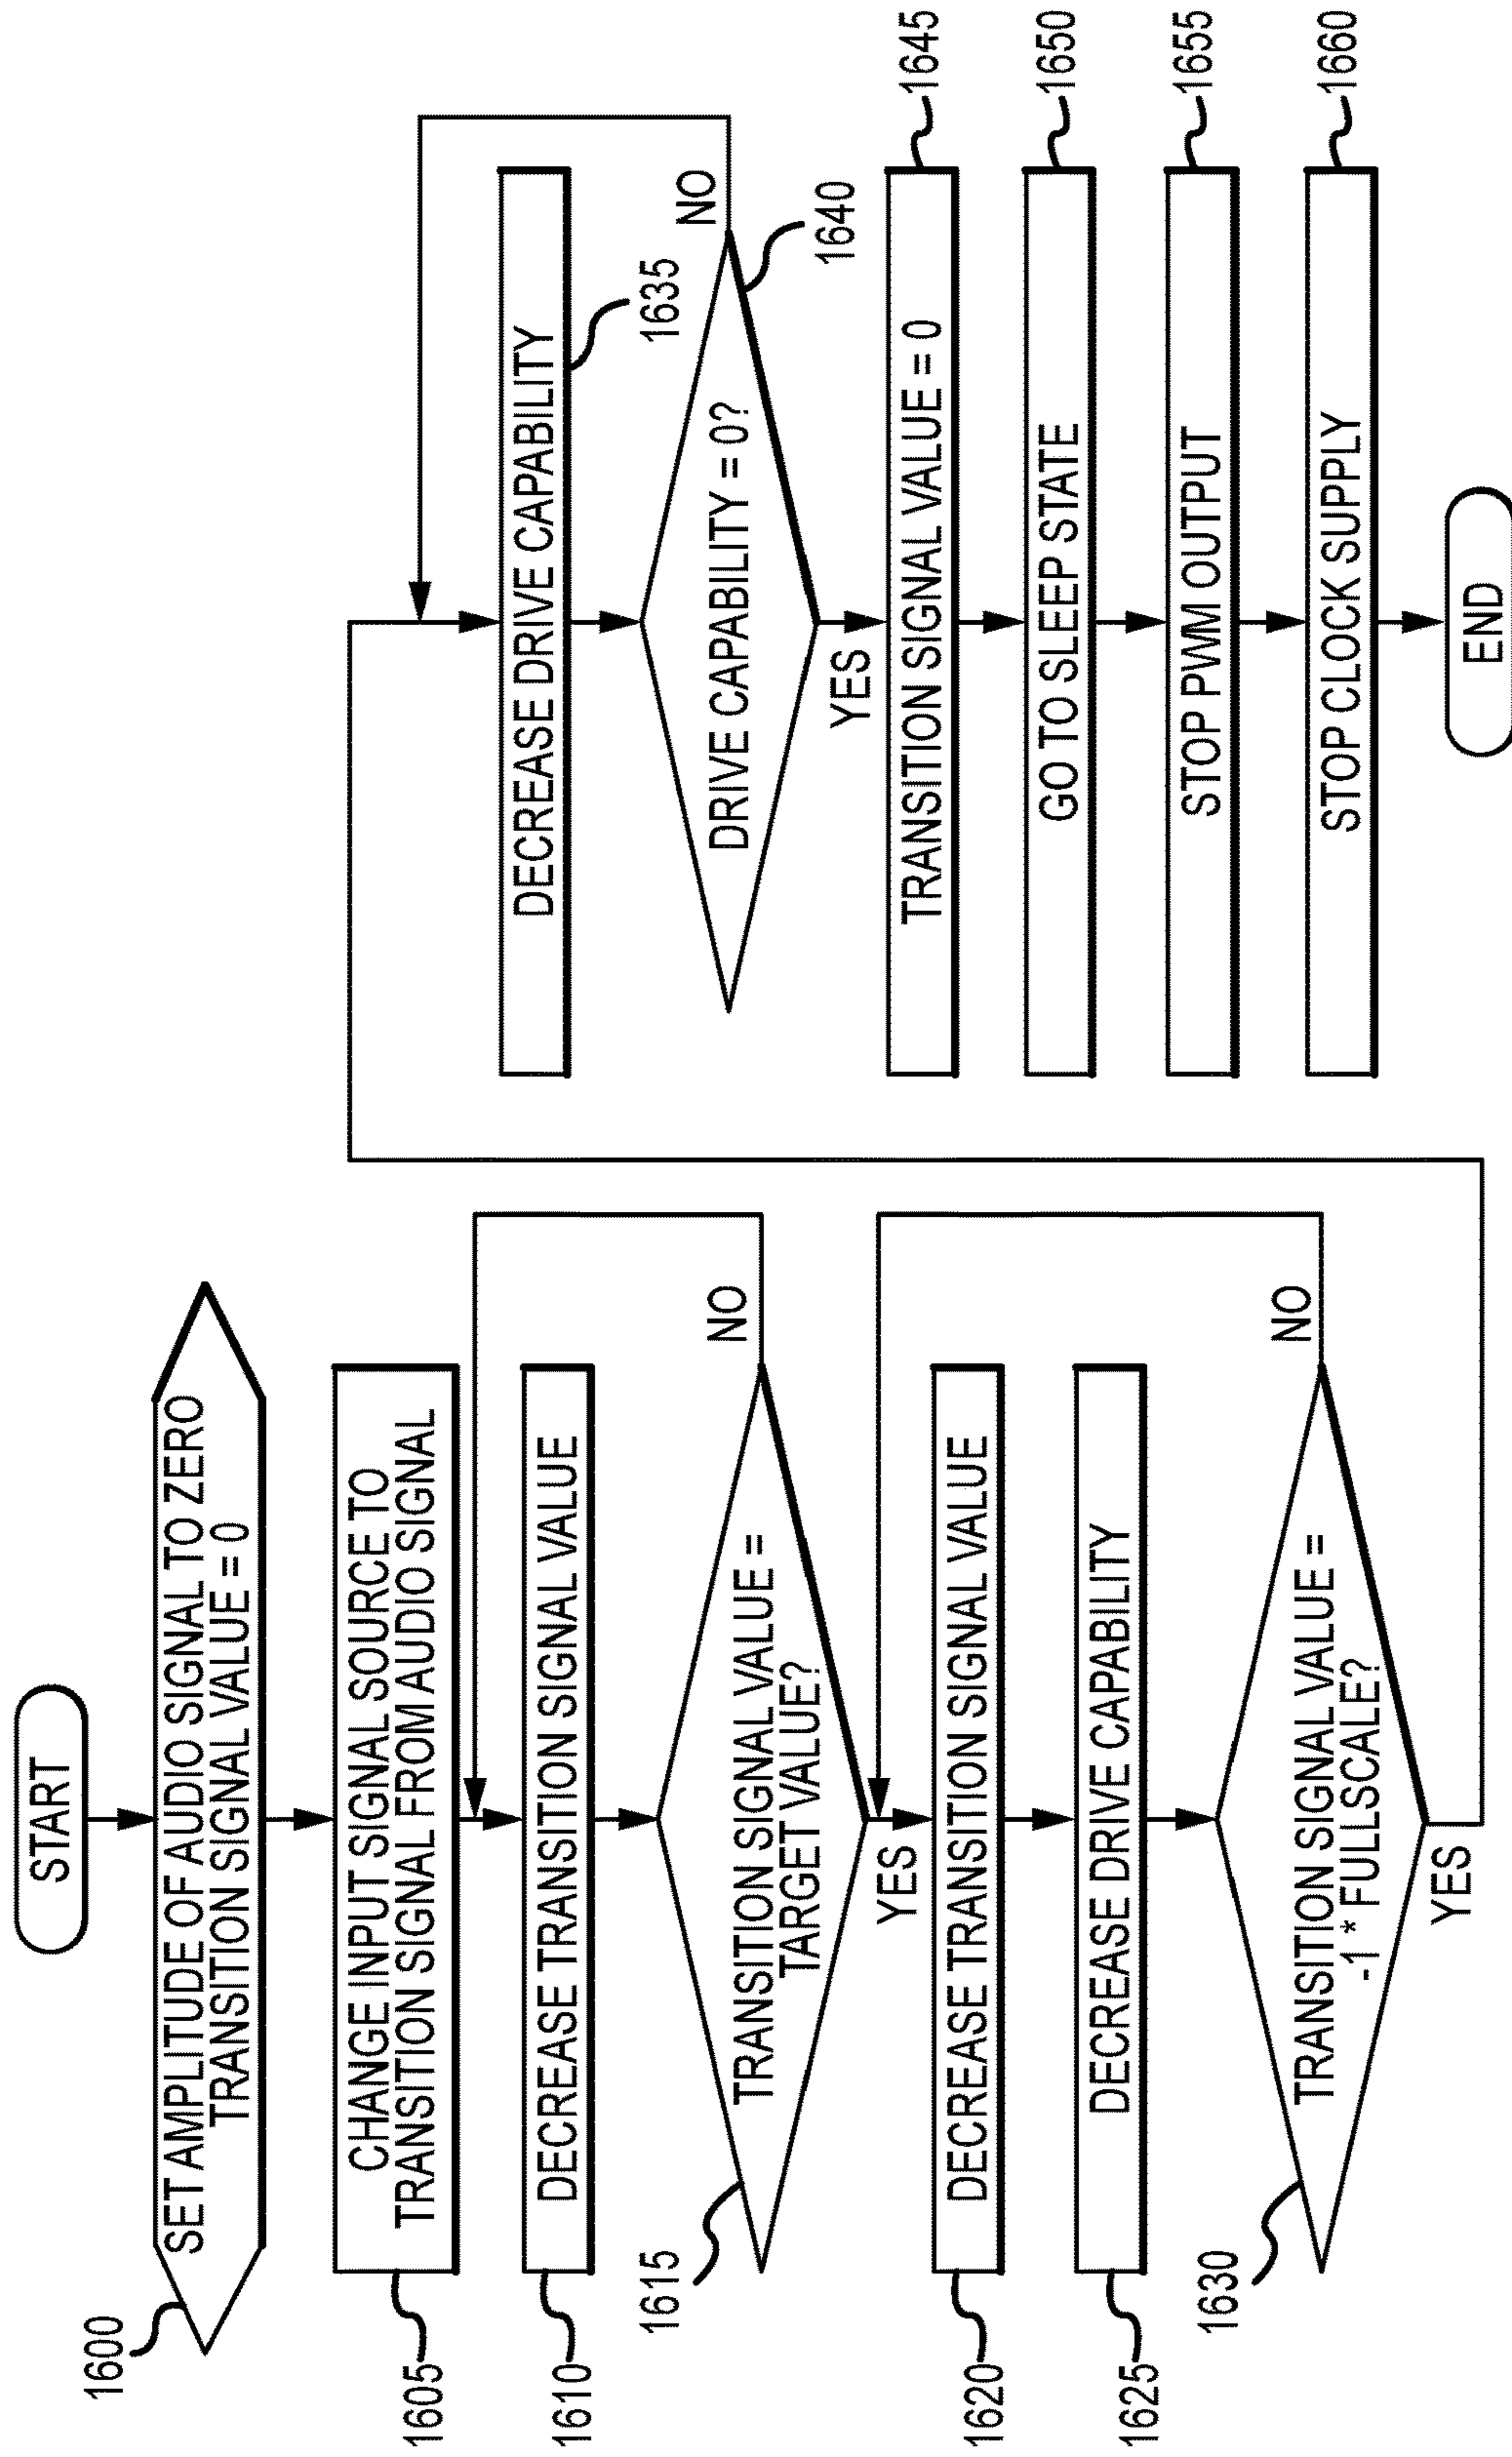 START
1600
SET AMPLITUDE OF AUDIO SIGNAL TO ZERO
TRANSITION SIGNAL VALUE = 0
1605
CHANGE INPUT SIGNAL SOURCE TO
TRANSITION SIGNAL FROM AUDIO SIGNAL
1610
DECREASE TRANSITION SIGNAL VALUE
1615
TRANSITION SIGNAL VALUE =
TARGET VALUE?
NO
YES
1620
DECREASE TRANSITION SIGNAL VALUE
1625
DECREASE DRIVE CAPABILITY
1630
TRANSITION SIGNAL VALUE =
-1 * FULLSCALE?
NO
YES
DECREASE DRIVE CAPABILITY
1635
DRIVE CAPABILITY = 0?
NO
1640
YES
TRANSITION SIGNAL VALUE = 0
1645
GO TO SLEEP STATE
1650
STOP PWM OUTPUT
1655
STOP CLOCK SUPPLY
1660
END